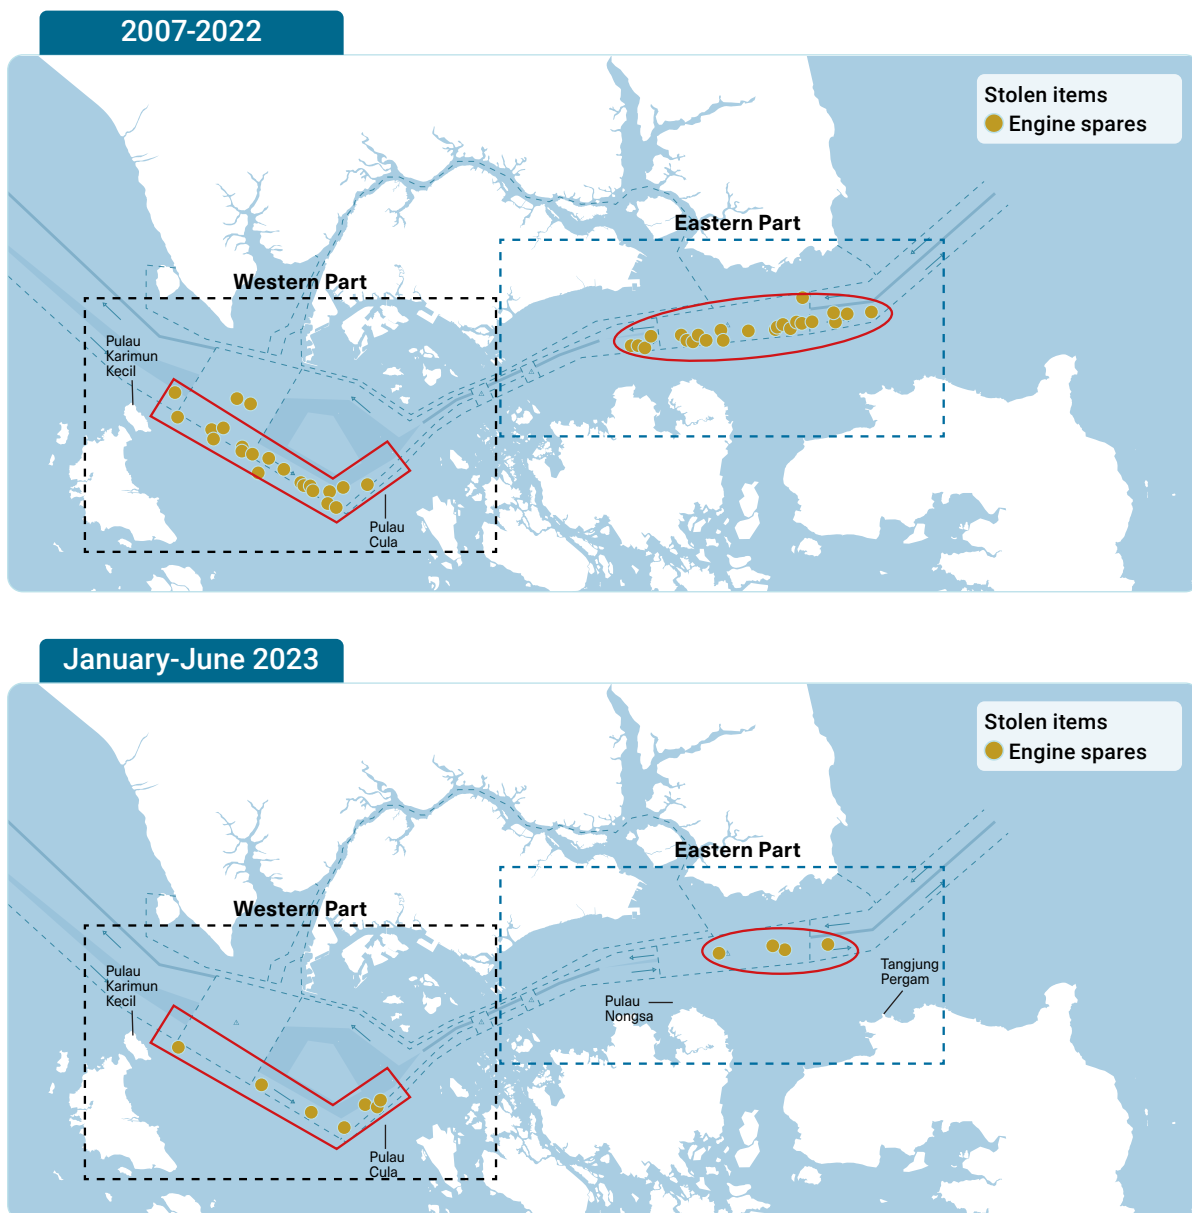 2007-2022
Stolen items
Engine spares
Eastern Part
Western Part
Pulau
Karimun
Kecil
Pulau
Cula
January-June 2023
Stolen items
Engine spares
Eastern Part
Western Part
Pulau
Karimun
Kecil
Tangjung
Pergam
Pulau
Nongsa
Pulau
Cula